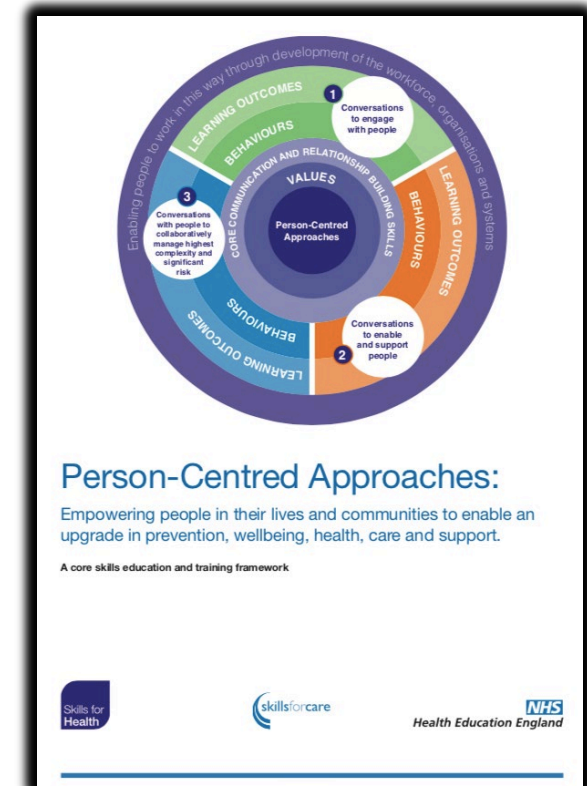 Enabling people to work in this way through development of the workforce, organisations and systems
LEARNING OUTCOMES
BEHAVIOURS
1
Conversations
to engage
with people
CORE COMMUNICATION AND RELATIONSHIP BUILDING SKILLS
VALUES
Person-Centred
Approaches
3
Conversations
with people to
collaboratively
manage highest
complexity and
significant
risk
BEHAVIOURS
LEARNING OUTCOMES
BEHAVIOURS
LEARNING OUTCOMES
Conversations
to enable
and support
people
2
Person-Centred Approaches:
Empowering people in their lives and communities to enable an
upgrade in prevention, wellbeing, health, care and support.
A core skills education and training framework
Skills for
Health
skillsforcare
NHS
Health Education England